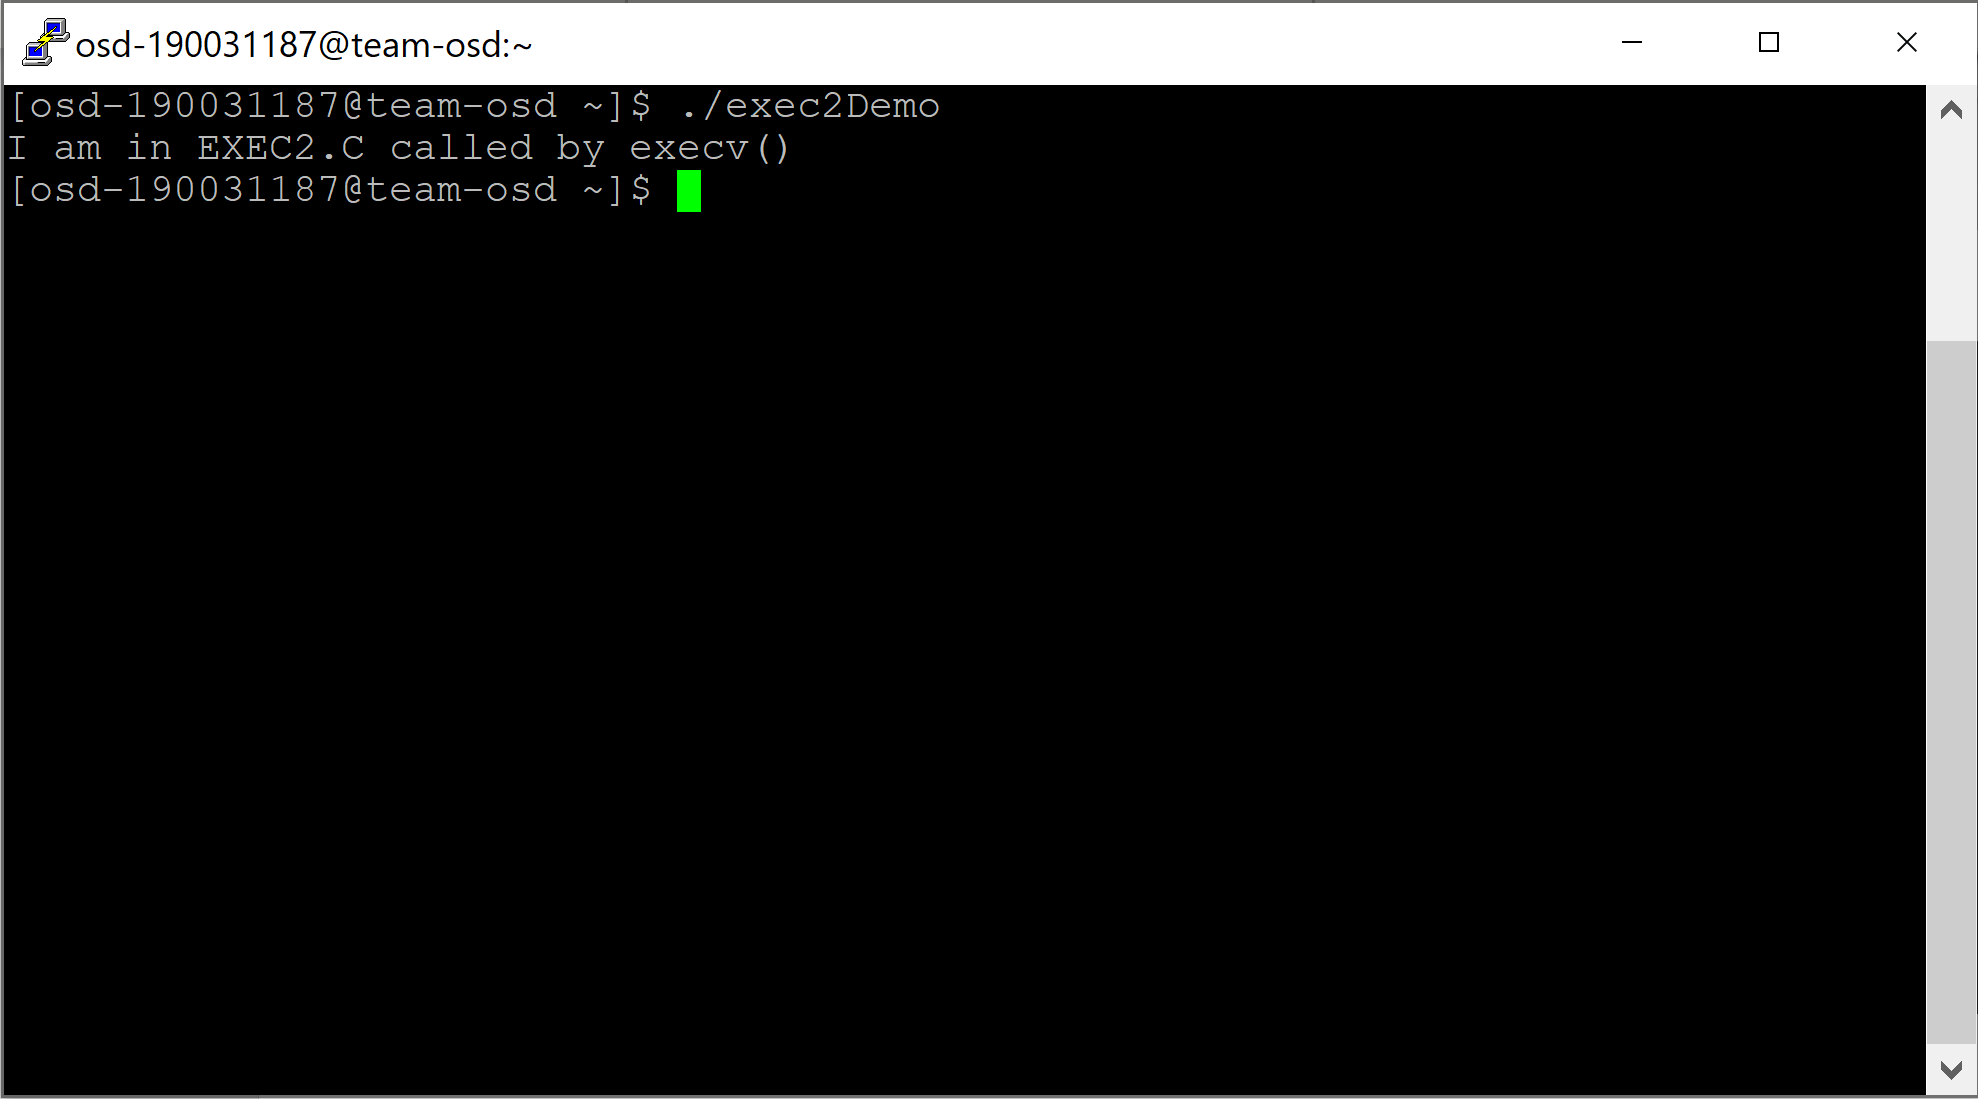 osd-190031187@team-osd:~
[osd-190031187@team-osd ~]$ ./exec2Demo
I am in EXEC2.C called by execv()
[osd-190031187@team-osd ~]$